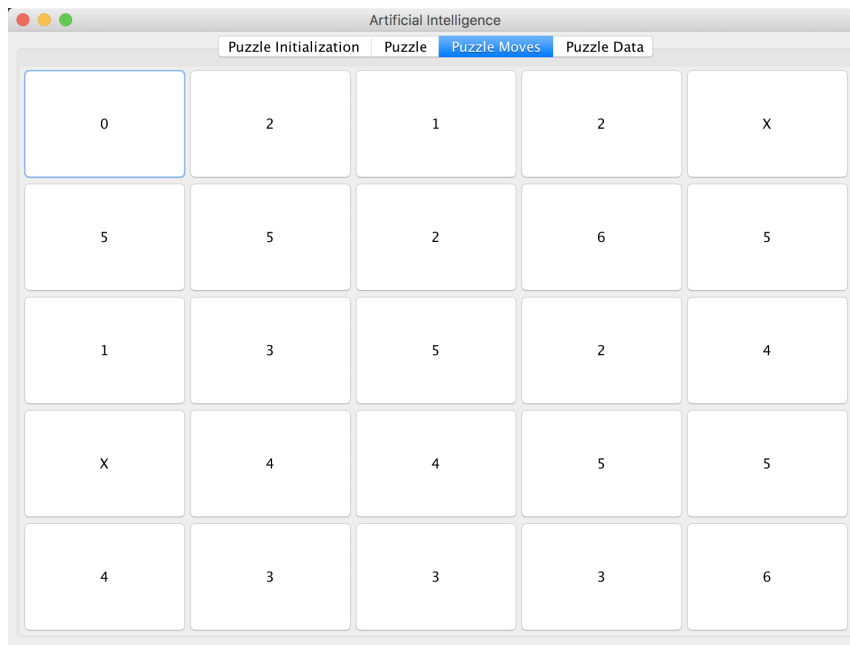 Artificial Intelligence
Puzzle Initialization Puzzle Puzzle Moves Puzzle Data
0 2 1 2 X
5 5 2 6 5
1 3 5 2 4
X 4 4 5 5
4 3 3 3 6